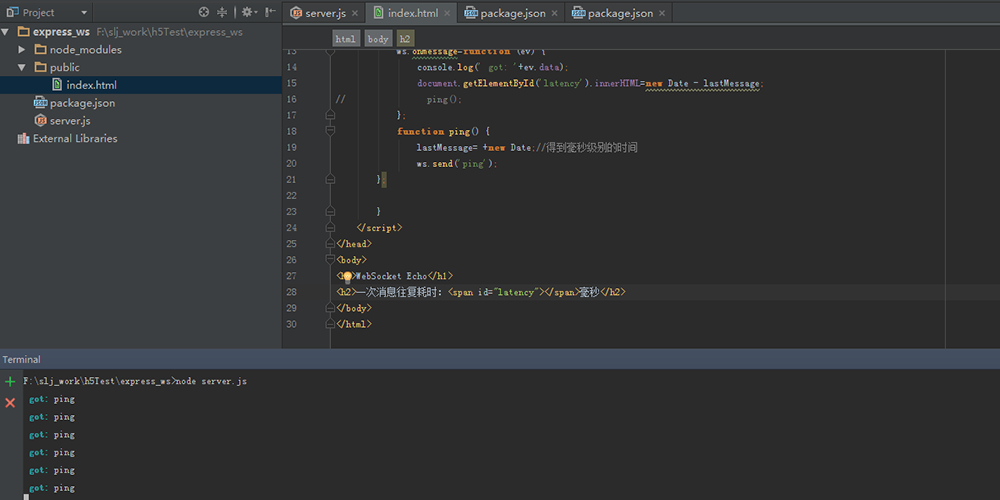 Project
server.js
index.html
package.json
package.json
express_ws F:\slj_work\h5Test\express_ws
node_modules
public
index.html
package.json
server.js
External Libraries
html body h2
13 ws.onmessage=function (ev) {
14 console.log(' got: '+ev.data);
15 document.getElementById('latency').innerHTML=new Date - lastMessage;
16 // ping();
17 };
18 function ping() {
19 lastMessage= +new Date;//得到毫秒级别的时间
20 ws.send('ping');
21 };
22
23 }
24 </script>
25 </head>
26 <body>
27 <h1>WebSocket Echo</h1>
28 <h2>一次消息往复耗时: <span id="latency"></span>毫秒</h2>
29 </body>
30 </html>
Terminal
F:\slj_work\h5Test\express_ws>node server.js
got: ping
got: ping
got: ping
got: ping
got: ping
got: ping